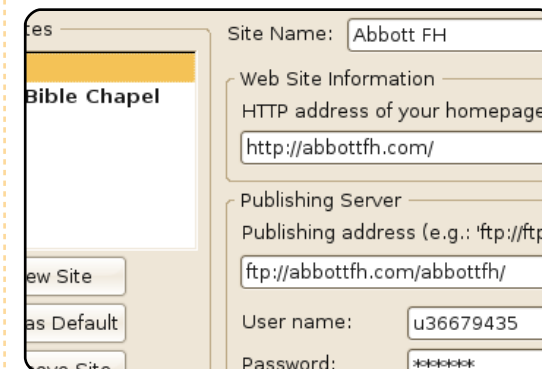 tes
Bible Chapel
ew Site
as Default
Site
Site Name: Abbott FH
Web Site Information
HTTP address of your homepage
http://abbottfh.com/
Publishing Server
Publishing address (e.g.: 'ftp://ftp
ftp://abbottfh.com/abbottfh/
User name: u36679435
Password: ******